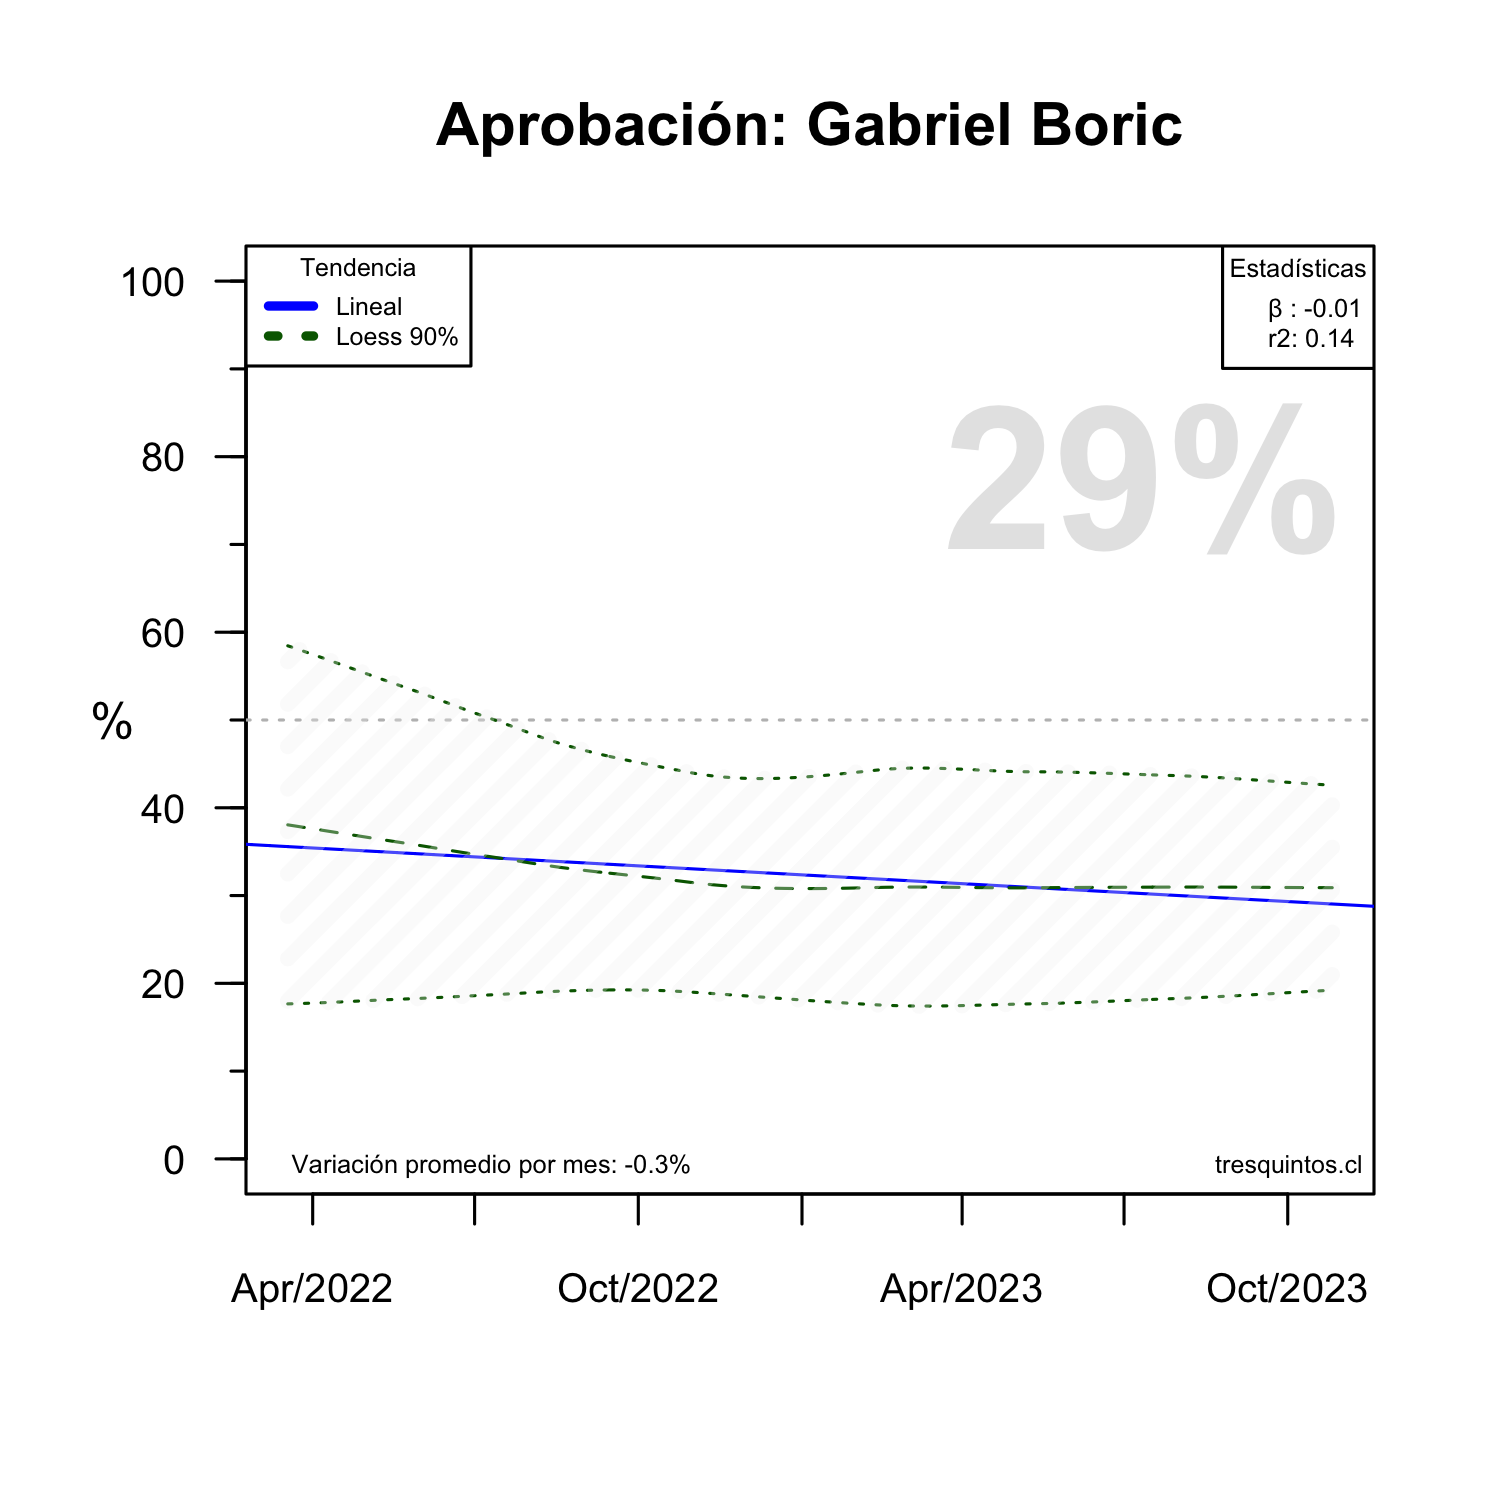 Aprobación: Gabriel Boric
Tendencia
Lineal
Loess 90%
Estadísticas
β : -0.01
r2: 0.14
29%
100
80
60
40
20
0
%
Variación promedio por mes: -0.3%
tresquintos.cl
Apr/2022 Oct/2022 Apr/2023 Oct/2023